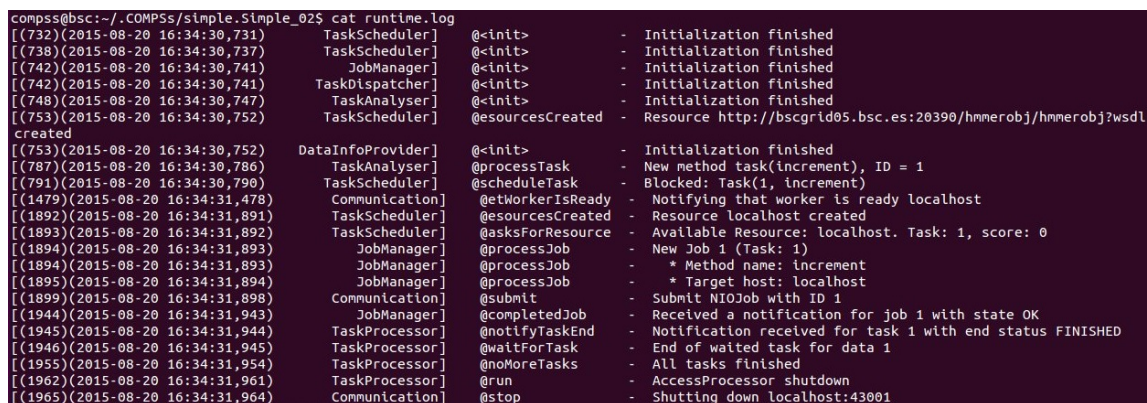 compss@bsc:~/.COMPSs/simple.Simple_02$ cat runtime.log
[(732)(2015-08-20 16:34:30,731) TaskScheduler] @<init> - Initialization finished
[(738)(2015-08-20 16:34:30,737) TaskScheduler] @<init> - Initialization finished
[(742)(2015-08-20 16:34:30,741) JobManager] @<init> - Initialization finished
[(742)(2015-08-20 16:34:30,741) TaskDispatcher] @<init> - Initialization finished
[(748)(2015-08-20 16:34:30,747) TaskAnalyser] @<init> - Initialization finished
[(753)(2015-08-20 16:34:30,752) TaskScheduler] @esourcesCreated - Resource http://bscgrid05.bsc.es:20390/hmmerobj/hmmerobj?wsdl
created
[(753)(2015-08-20 16:34:30,752) DataInfoProvider] @<init> - Initialization finished
[(787)(2015-08-20 16:34:30,786) TaskAnalyser] @processTask - New method task(increment), ID = 1
[(791)(2015-08-20 16:34:30,790) TaskScheduler] @scheduleTask - Blocked: Task(1, increment)
[(1479)(2015-08-20 16:34:31,478) Communication] @etWorkerIsReady - Notifying that worker is ready localhost
[(1892)(2015-08-20 16:34:31,891) TaskScheduler] @esourcesCreated - Resource localhost created
[(1893)(2015-08-20 16:34:31,892) TaskScheduler] @asksForResource - Available Resource: localhost. Task: 1, score: 0
[(1894)(2015-08-20 16:34:31,893) JobManager] @processJob - New Job 1 (Task: 1)
[(1894)(2015-08-20 16:34:31,893) JobManager] @processJob - * Method name: increment
[(1895)(2015-08-20 16:34:31,894) JobManager] @processJob - * Target host: localhost
[(1899)(2015-08-20 16:34:31,898) Communication] @submit - Submit NIOJob with ID 1
[(1944)(2015-08-20 16:34:31,943) JobManager] @completedJob - Received a notification for job 1 with state OK
[(1945)(2015-08-20 16:34:31,944) TaskProcessor] @notifyTaskEnd - Notification received for task 1 with end status FINISHED
[(1946)(2015-08-20 16:34:31,945) TaskProcessor] @waitForTask - End of waited task for data 1
[(1955)(2015-08-20 16:34:31,954) TaskProcessor] @noMoreTasks - All tasks finished
[(1962)(2015-08-20 16:34:31,961) TaskProcessor] @run - AccessProcessor shutdown
[(1965)(2015-08-20 16:34:31,964) Communication] @stop - Shutting down localhost:43001